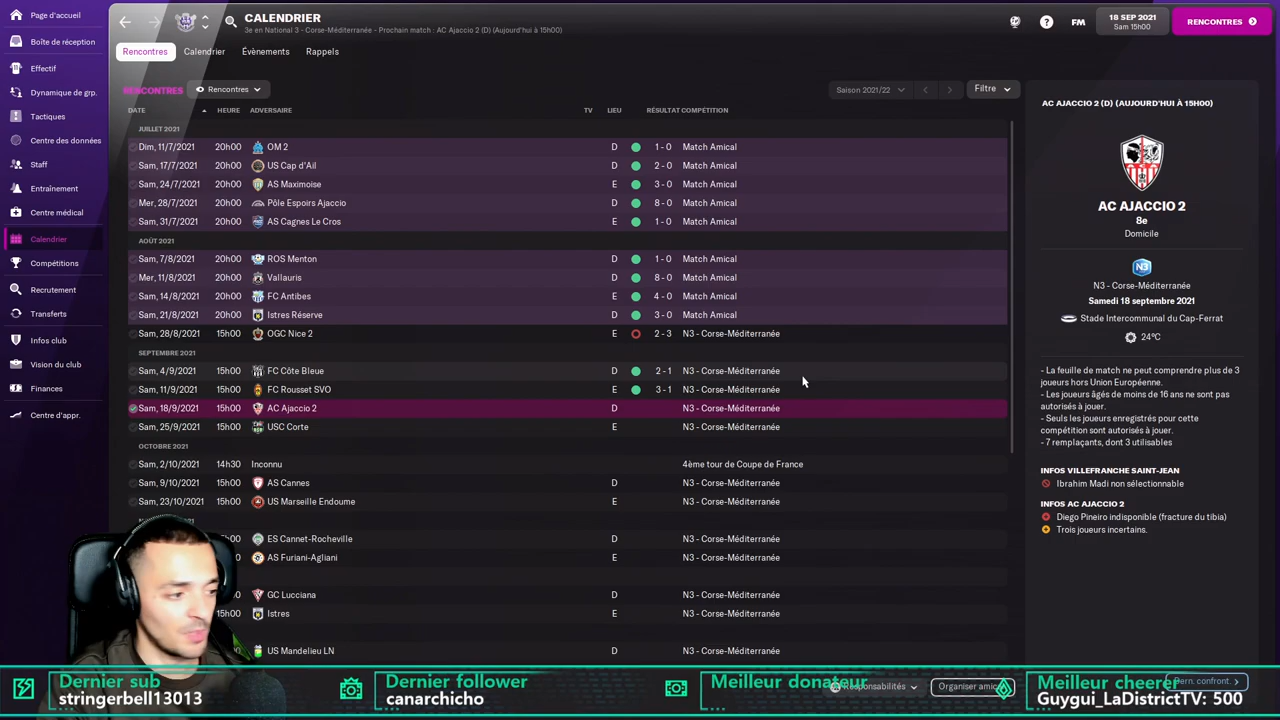 Page d'accueil
Boîte de réception
Effectif
Dynamique de grp.
Tactiques
Centre des données
Staff
Entraînement
Centre médical
Calendrier
Compétitions
Recrutement
Transferts
Infos club
Vision du club
Finances
Centre d'appr.
CALENDRIER
3e en National 3 - Corse-Méditerranée - Prochain match : AC Ajaccio 2 (D) (Aujourd'hui à 15h00)
FM
18 SEP 2021
Sam 15h00
RENCONTRES
Rencontres Calendrier Évènements Rappels
RENCONTRES Rencontres Saison 2021/22 Filtre
DATE HEURE ADVERSAIRE TV LIEU RÉSULTAT COMPÉTITION
JUILLET 2021
Dim, 11/7/2021 20h00 OM 2 D 1 - 0 Match Amical
Sam, 17/7/2021 20h00 US Cap d'Ail D 2 - 0 Match Amical
Sam, 24/7/2021 20h00 AS Maximoise E 3 - 0 Match Amical
Mer, 28/7/2021 20h00 Pôle Espoirs Ajaccio D 8 - 0 Match Amical
Sam, 31/7/2021 20h00 AS Cagnes Le Cros E 1 - 0 Match Amical
AOÛT 2021
Sam, 7/8/2021 20h00 ROS Menton D 1 - 0 Match Amical
Mer, 11/8/2021 20h00 Vallauris D 8 - 0 Match Amical
Sam, 14/8/2021 20h00 FC Antibes E 4 - 0 Match Amical
Sam, 21/8/2021 20h00 Istres Réserve D 3 - 0 Match Amical
Sam, 28/8/2021 15h00 OGC Nice 2 E 2 - 3 N3 - Corse-Méditerranée
SEPTEMBRE 2021
Sam, 4/9/2021 15h00 FC Côte Bleue D 2 - 1 N3 - Corse-Méditerranée
Sam, 11/9/2021 15h00 FC Rousset SVO E 3 - 1 N3 - Corse-Méditerranée
Sam, 18/9/2021 15h00 AC Ajaccio 2 D N3 - Corse-Méditerranée
Sam, 25/9/2021 15h00 USC Corte E N3 - Corse-Méditerranée
OCTOBRE 2021
Sam, 2/10/2021 14h30 Inconnu 4ème tour de Coupe de France
Sam, 9/10/2021 15h00 AS Cannes D N3 - Corse-Méditerranée
Sam, 23/10/2021 15h00 US Marseille Endoume E N3 - Corse-Méditerranée
15h00 ES Cannet-Rocheville D N3 - Corse-Méditerranée
15h00 AS Furiani-Agliani E N3 - Corse-Méditerranée
15h00 GC Lucciana D N3 - Corse-Méditerranée
15h00 Istres E N3 - Corse-Méditerranée
US Mandelieu LN D N3 - Corse-Méditerranée
AC AJACCIO 2 (D) (AUJOURD'HUI À 15H00)
AC AJACCIO 2
8e
Domicile
N3
N3 - Corse-Méditerranée
Samedi 18 septembre 2021
Stade Intercommunal du Cap-Ferrat
24°C
- La feuille de match ne peut comprendre plus de 3
joueurs hors Union Européenne.
- Les joueurs âgés de moins de 16 ans ne sont pas
autorisés à jouer.
- Seuls les joueurs enregistrés pour cette
compétition sont autorisés à jouer.
- 7 remplaçants, dont 3 utilisables
INFOS VILLEFRANCHE SAINT-JEAN
Ibrahim Madi non sélectionnable
INFOS AC AJACCIO 2
Diego Pineiro indisponible (fracture du tibia)
Trois joueurs incertains.
Responsabilités Organiser amic Dern. confront.
Dernier sub
stringerbell13013
Dernier follower
canarchicho
Meilleur donateur
Meilleur cheerer
Guygui_LaDistrictTV: 500